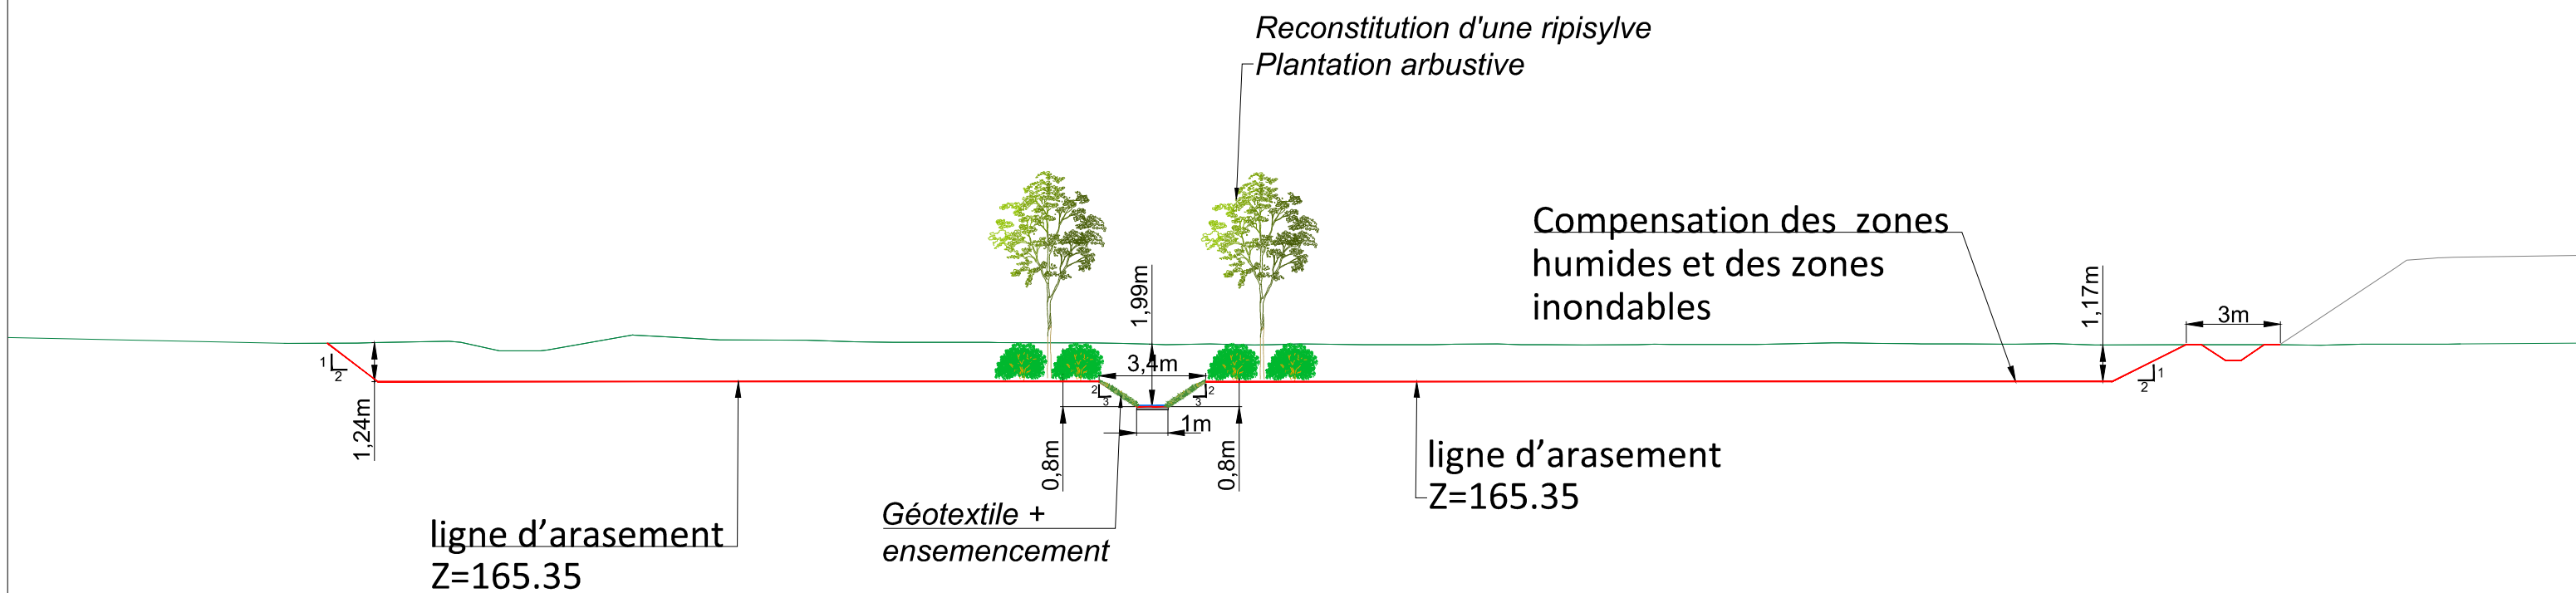 Reconstitution d'une ripisylve
Plantation arbustive
Compensation des zones
humides et des zones
inondables
1,99m
1,17m
3m
3,4m
1
2
2
3
2
3
1
2
1,24m
1m
0,8m
0,8m
ligne d’arasement
Z=165.35
Géotextile +
ensemencement
ligne d’arasement
Z=165.35